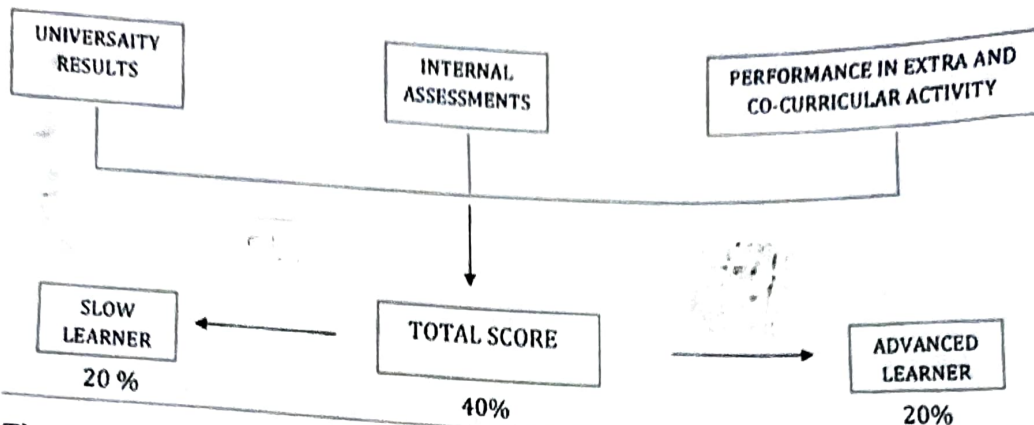 UNIVERSAITY
RESULTS
INTERNAL
ASSESSMENTS
PERFORMANCE IN EXTRA AND
CO-CURRICULAR ACTIVITY
SLOW
LEARNER
20 %
TOTAL SCORE
40%
ADVANCED
LEARNER
20%